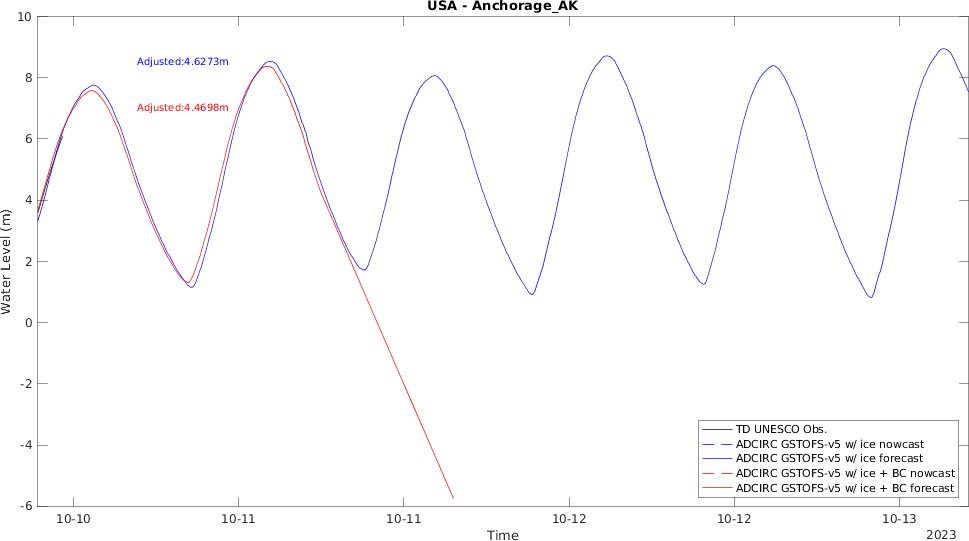 USA - Anchorage_AK
10
8
6
4
2
0
-2
-4
-6
Water Level (m)
Adjusted:4.6273m
Adjusted:4.4698m
TD UNESCO Obs.
ADCIRC GSTOFS-v5 w/ ice nowcast
ADCIRC GSTOFS-v5 w/ ice forecast
ADCIRC GSTOFS-v5 w/ ice + BC nowcast
ADCIRC GSTOFS-v5 w/ ice + BC forecast
10-10 10-11 10-11 10-12 10-12 10-13
Time
2023